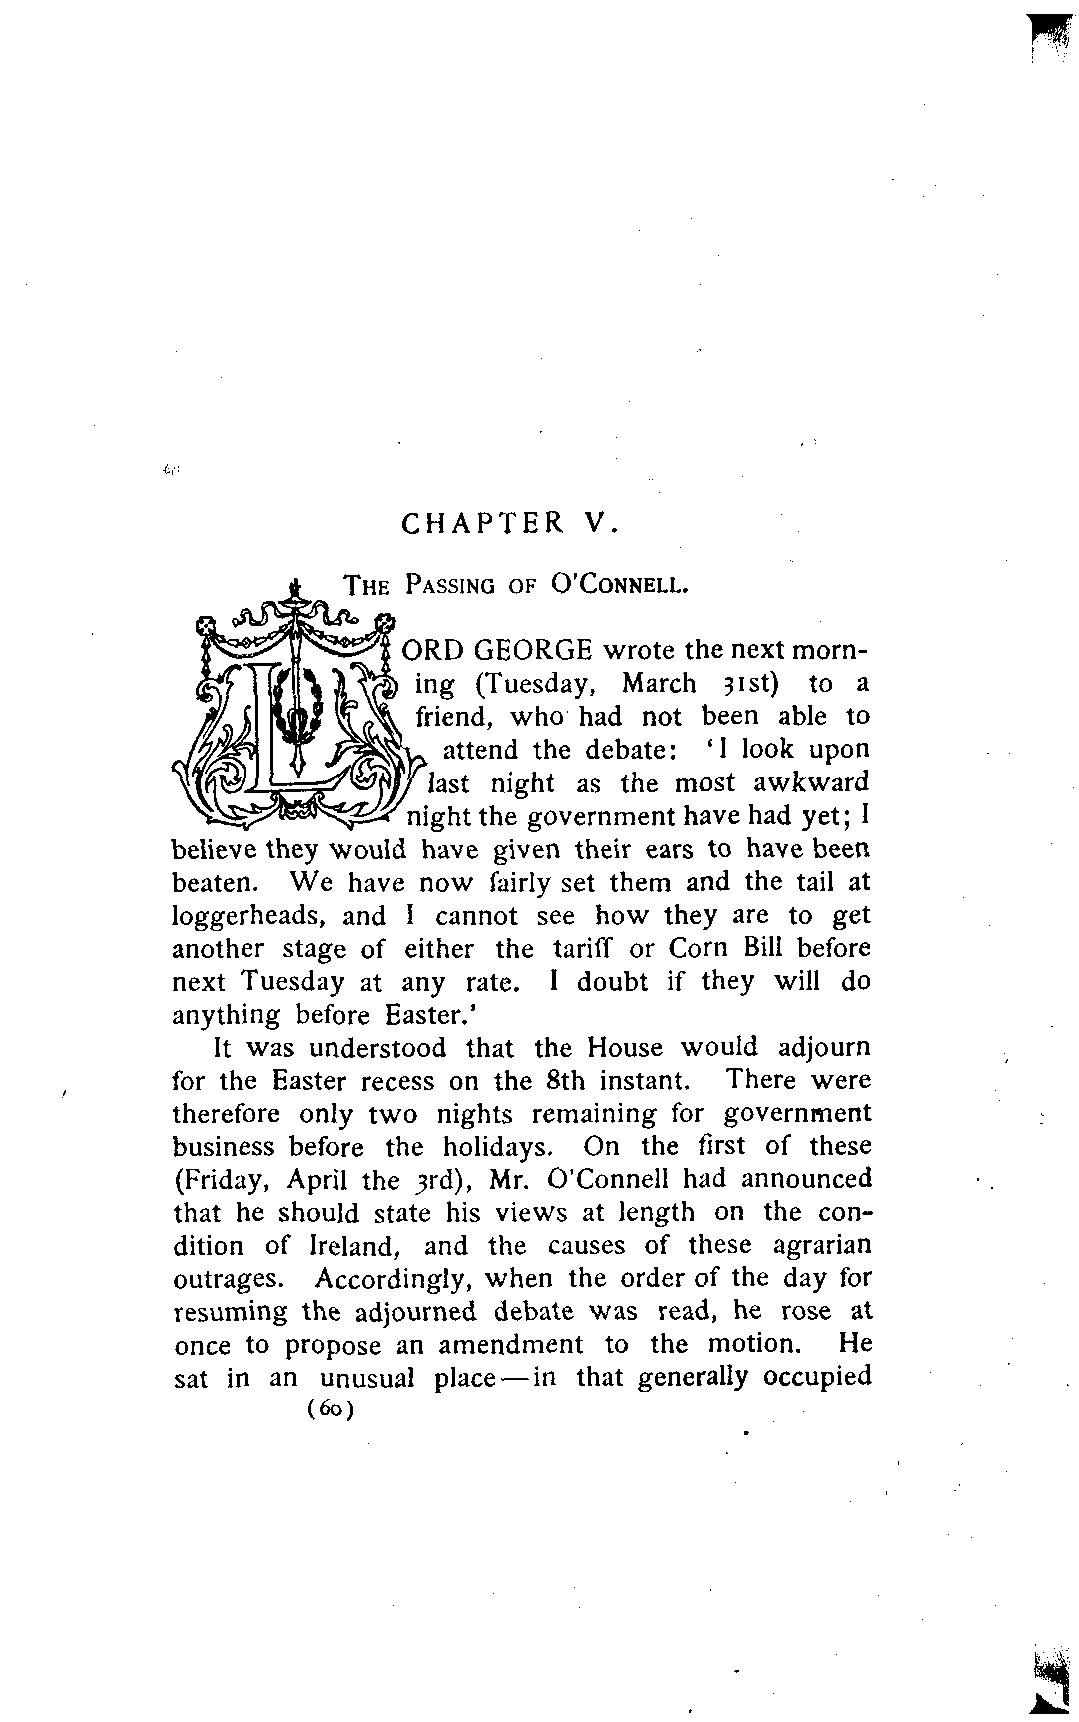 CHAPTER V.
THE PASSING OF O'CONNELL.
LORD GEORGE wrote the next morn-
ing (Tuesday, March 31st) to a
friend, who had not been able to
attend the debate: ‘I look upon
last night as the most awkward
night the government have had yet; I
believe they would have given their ears to have been
beaten. We have now fairly set them and the tail at
loggerheads, and I cannot see how they are to get
another stage of either the tariff or Corn Bill before
next Tuesday at any rate. I doubt if they will do
anything before Easter.’
It was understood that the House would adjourn
for the Easter recess on the 8th instant. There were
therefore only two nights remaining for government
business before the holidays. On the first of these
(Friday, April the 3rd), Mr. O'Connell had announced
that he should state his views at length on the con-
dition of Ireland, and the causes of these agrarian
outrages. Accordingly, when the order of the day for
resuming the adjourned debate was read, he rose at
once to propose an amendment to the motion. He
sat in an unusual place—in that generally occupied
(60)